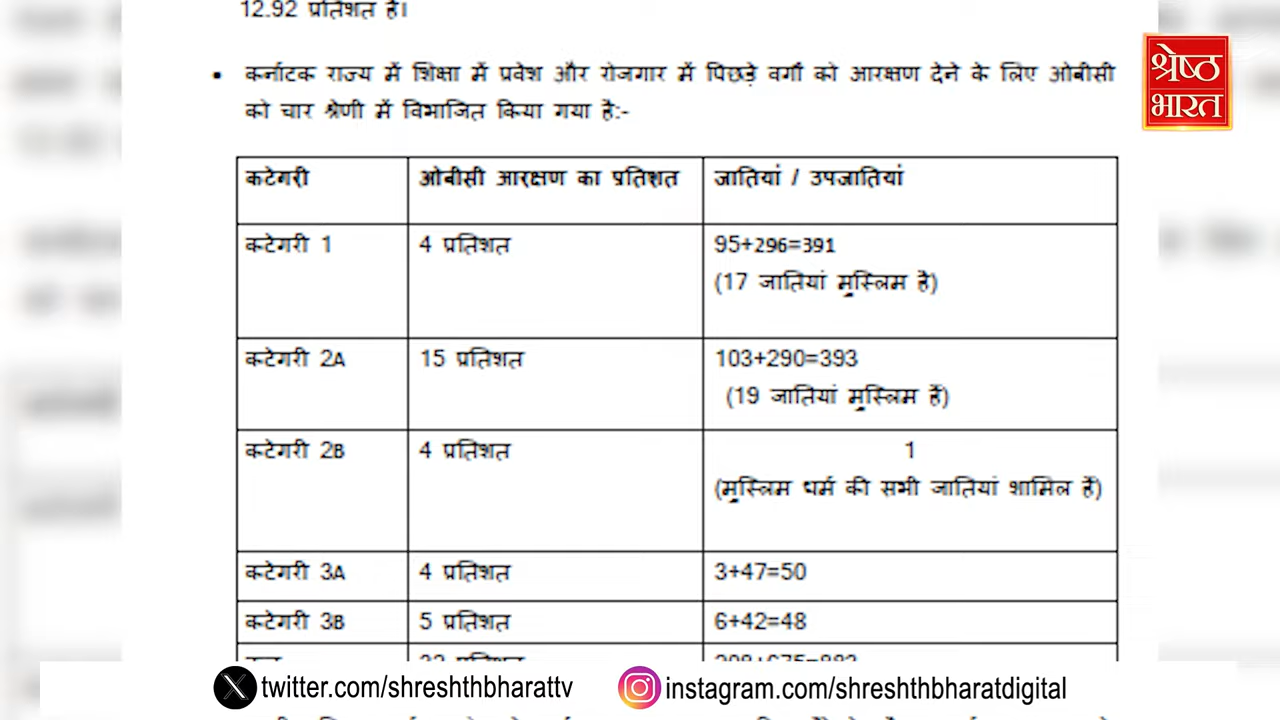 12.92 प्रतिशत है।
श्रेष्ठ
भारत
• कर्नाटक राज्य में शिक्षा में प्रवेश और रोजगार में पिछड़े वर्गों को आरक्षण देने के लिए ओबीसी
को चार श्रेणी में विभाजित किया गया है:-
कटेगरी ओबीसी आरक्षण का प्रतिशत जातियां / उपजातियां
कटेगरी 1 4 प्रतिशत 95+296=391
(17 जातियां मुस्लिम है)
कटेगरी 2A 15 प्रतिशत 103+290=393
(19 जातियां मुस्लिम हैं)
कटेगरी 2B 4 प्रतिशत 1
(मुस्लिम धर्म की सभी जातियां शामिल हैं)
कटेगरी 3A 4 प्रतिशत 3+47=50
कटेगरी 3B 5 प्रतिशत 6+42=48
twitter.com/shreshthbharattv instagram.com/shreshthbharatdigital